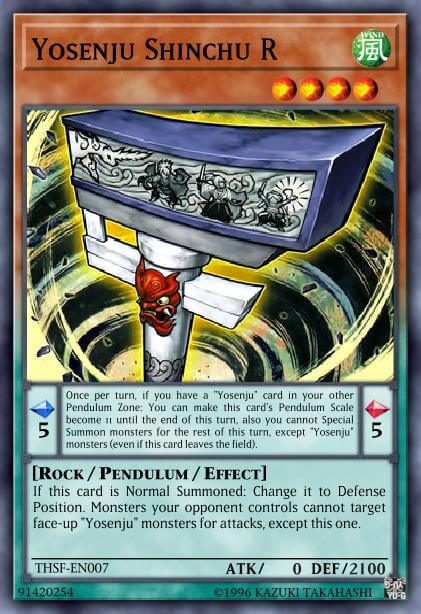 YOSENJU SHINCHU R
WIND
風
Once per turn, if you have a "Yosenju" card in your other
Pendulum Zone: You can make this card's Pendulum Scale
become 11 until the end of this turn, also you cannot Special
Summon monsters for the rest of this turn, except "Yosenju"
monsters (even if this card leaves the field).
5
5
[ROCK / PENDULUM / EFFECT]
If this card is Normal Summoned: Change it to Defense
Position. Monsters your opponent controls cannot target
face-up "Yosenju" monsters for attacks, except this one.
THSF-EN007
ATK/ 0 DEF/2100
91420254
©1996 KAZUKI TAKAHASHI